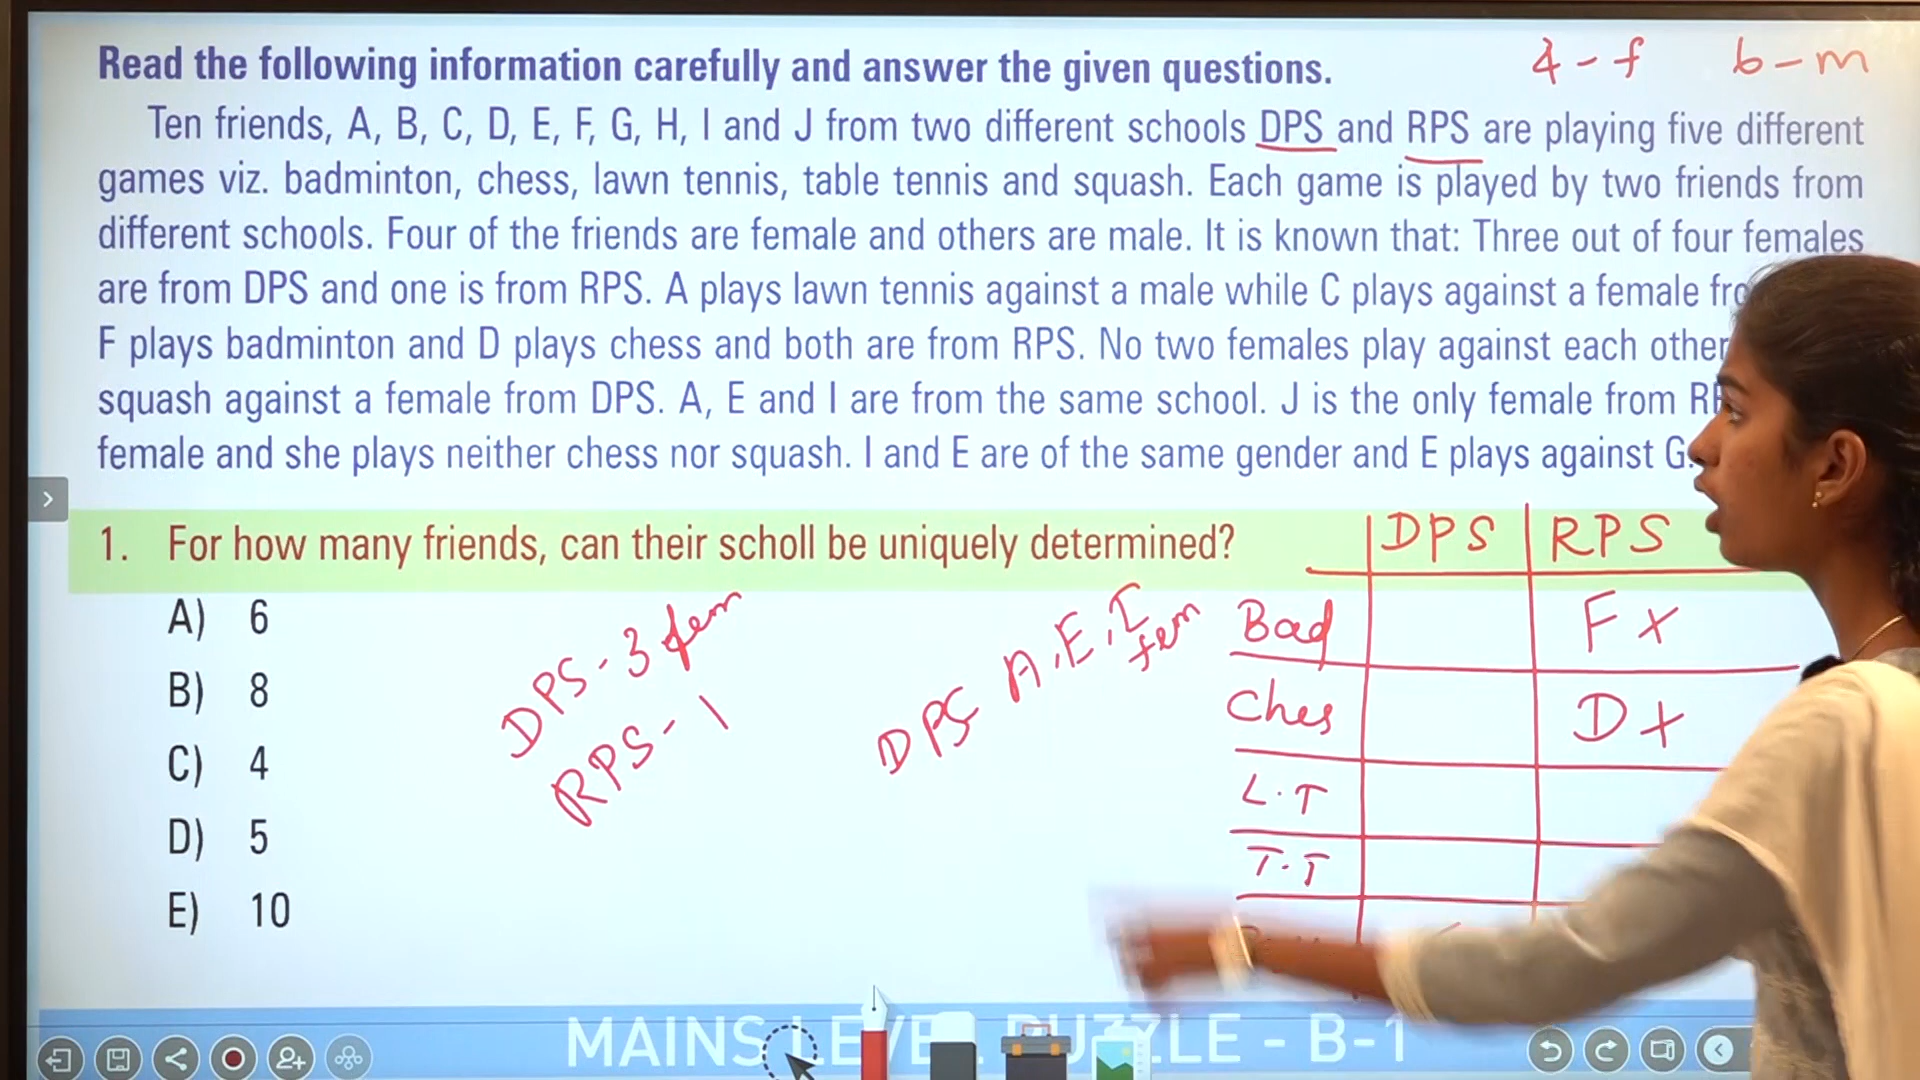 Read the following information carefully and answer the given questions.
4 - f b - m
Ten friends, A, B, C, D, E, F, G, H, I and J from two different schools DPS and RPS are playing five different
games viz. badminton, chess, lawn tennis, table tennis and squash. Each game is played by two friends from
different schools. Four of the friends are female and others are male. It is known that: Three out of four females
are from DPS and one is from RPS. A plays lawn tennis against a male while C plays against a female
F plays badminton and D plays chess and both are from RPS. No two females play against each other
squash against a female from DPS. A, E and I are from the same school. J is the only female from
female and she plays neither chess nor squash. I and E are of the same gender and E plays against G.
1. For how many friends, can their scholl be uniquely determined?
A) 6
B) 8
C) 4
D) 5
E) 10
DPS - 3 fem
RPS - 1
DPS A, E, I
fem
DPS RPS
Bad F x
Ches D x
L.T
T.T
MAINS LEVEL PUZZLE - B-1